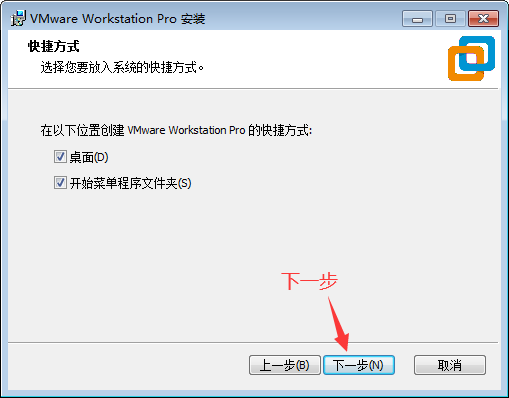 VMware Workstation Pro 安装
快捷方式
选择您要放入系统的快捷方式。
在以下位置创建 VMware Workstation Pro 的快捷方式:
桌面(D)
开始菜单程序文件夹(S)
下一步
上一步(B)
下一步(N)
取消